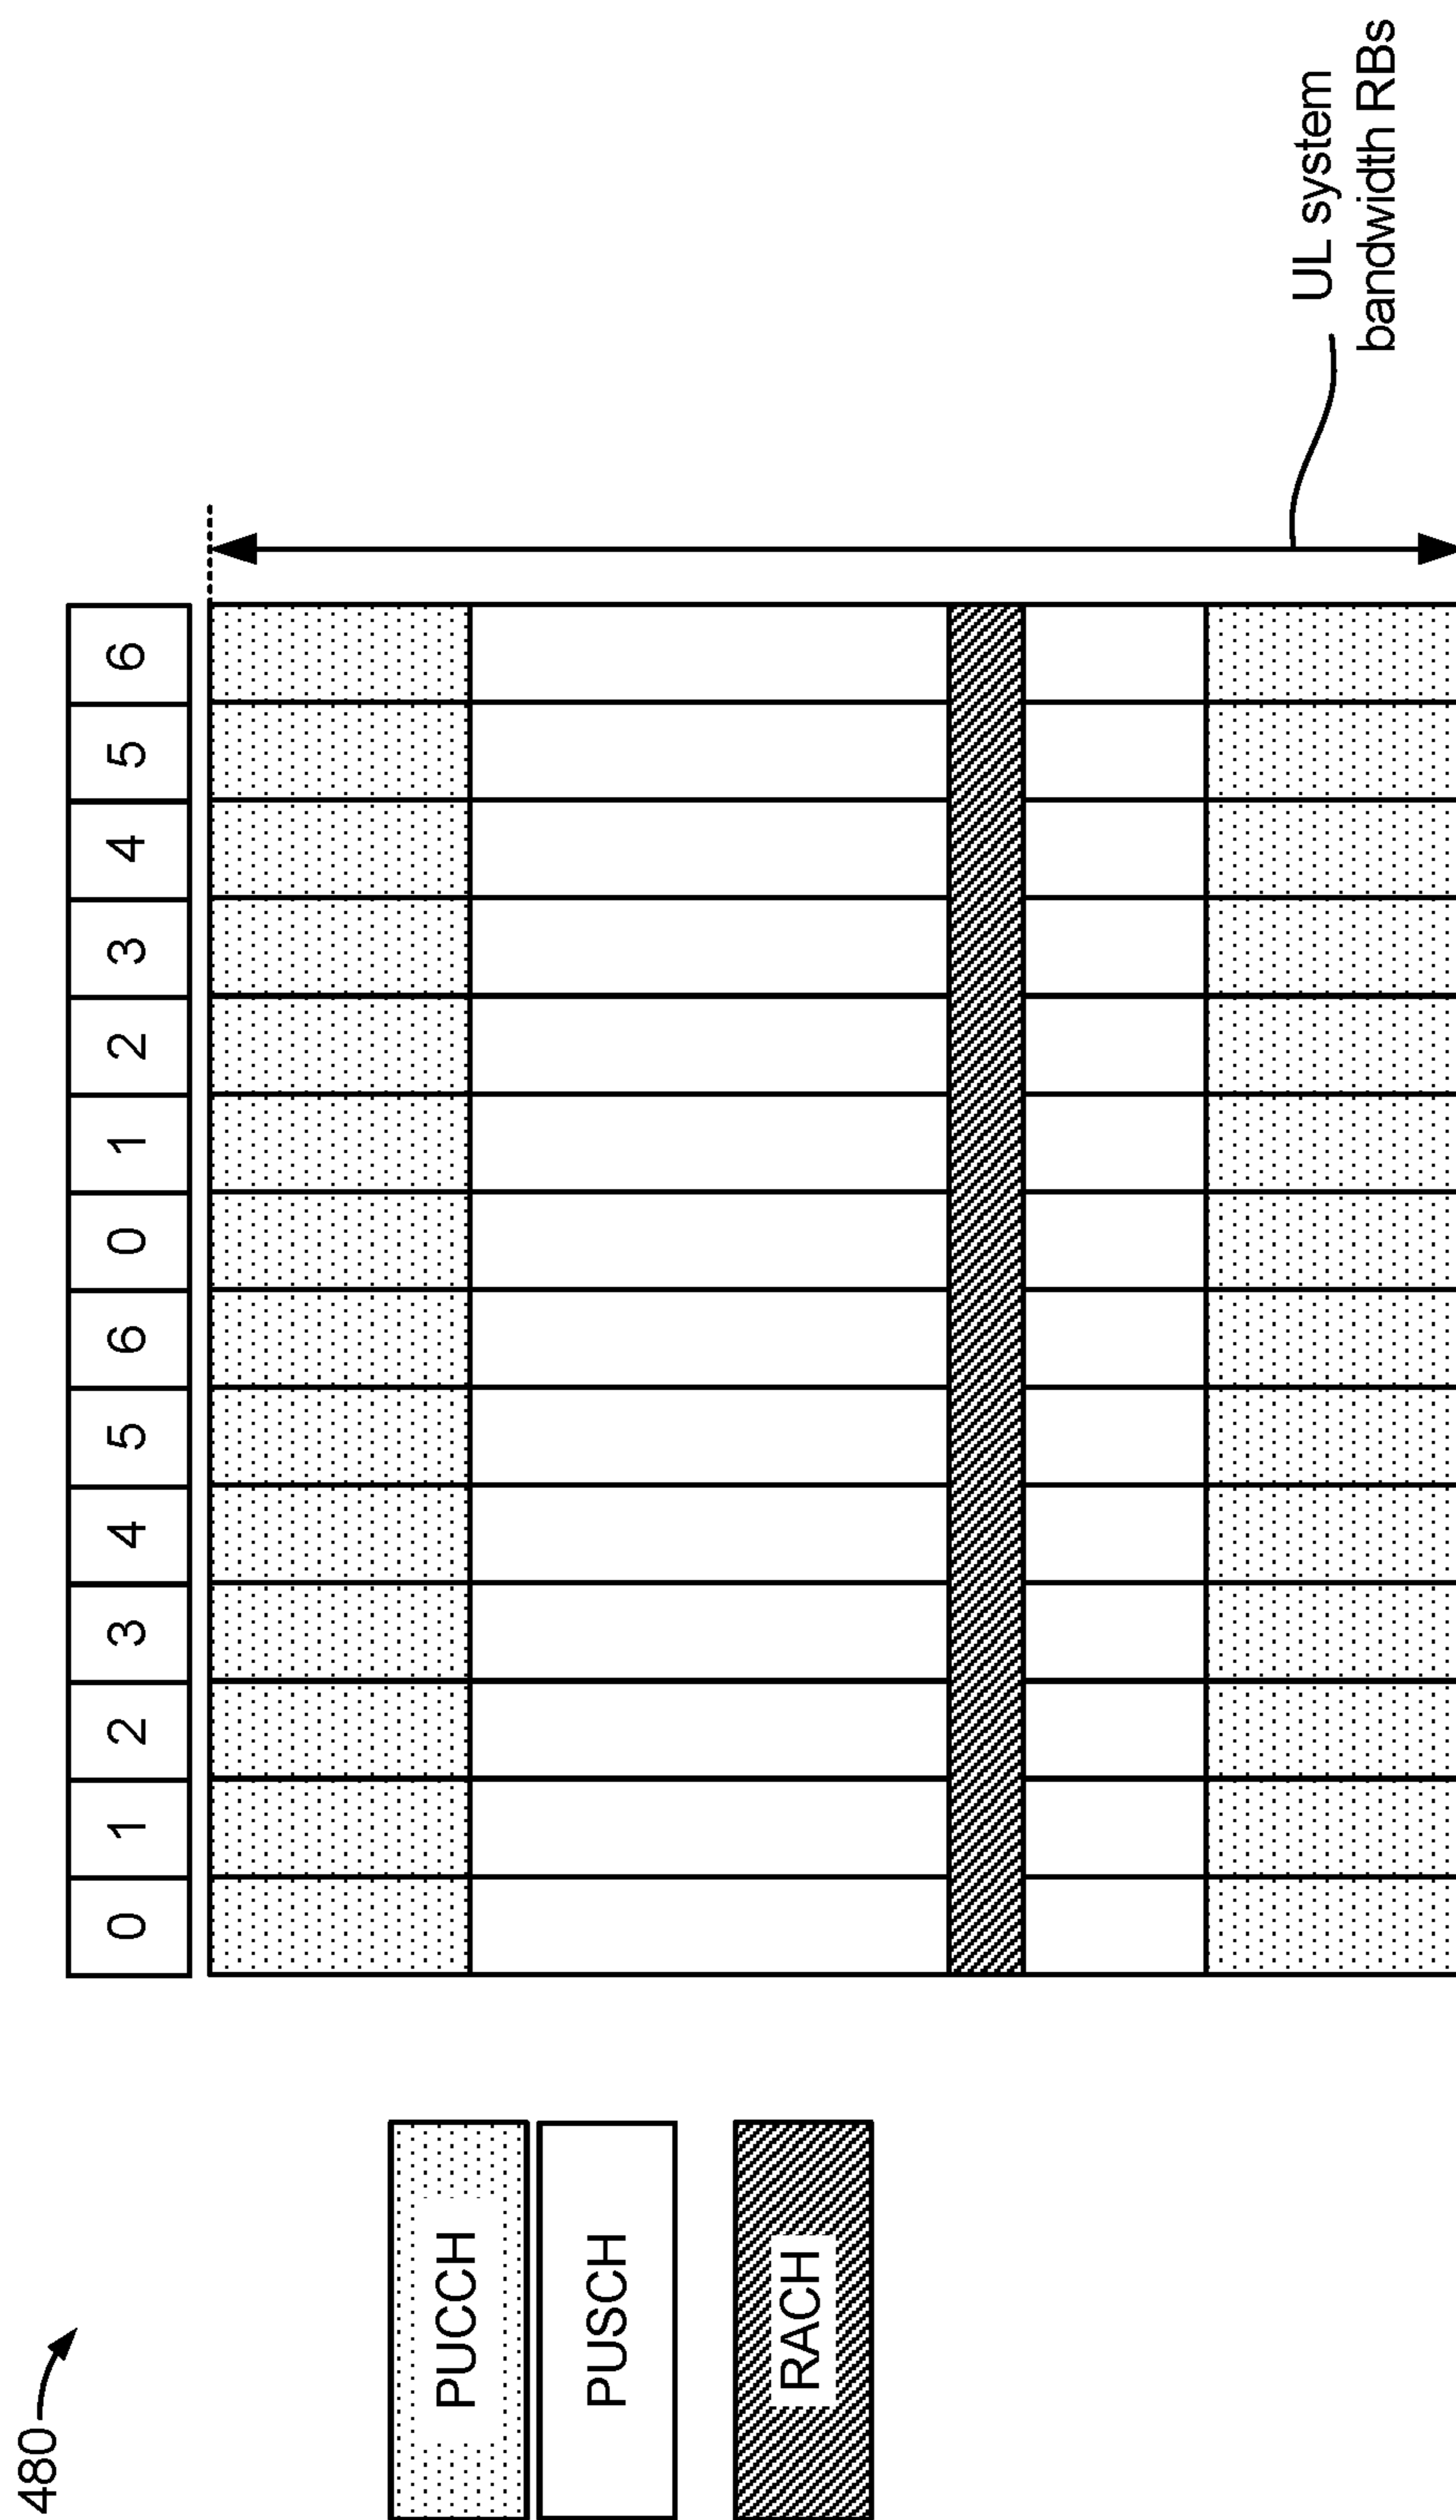 480
0 1 2 3 4 5 6 0 1 2 3 4 5 6
PUCCH
PUSCH
RACH
UL system
bandwidth RBs